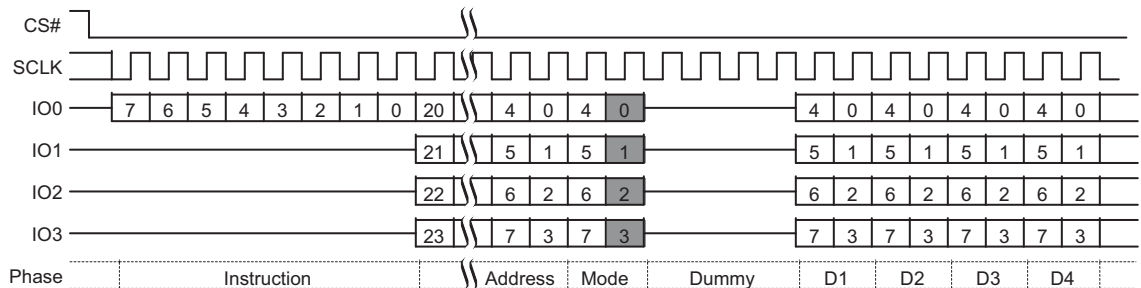 CS#
SCLK
IO0 7 6 5 4 3 2 1 0 20 4 0 4 0 4 0 4 0 4 0 4 0
IO1 21 5 1 5 1 5 1 5 1 5 1 5 1
IO2 22 6 2 6 2 6 2 6 2 6 2 6 2
IO3 23 7 3 7 3 7 3 7 3 7 3 7 3
Phase Instruction Address Mode Dummy D1 D2 D3 D4